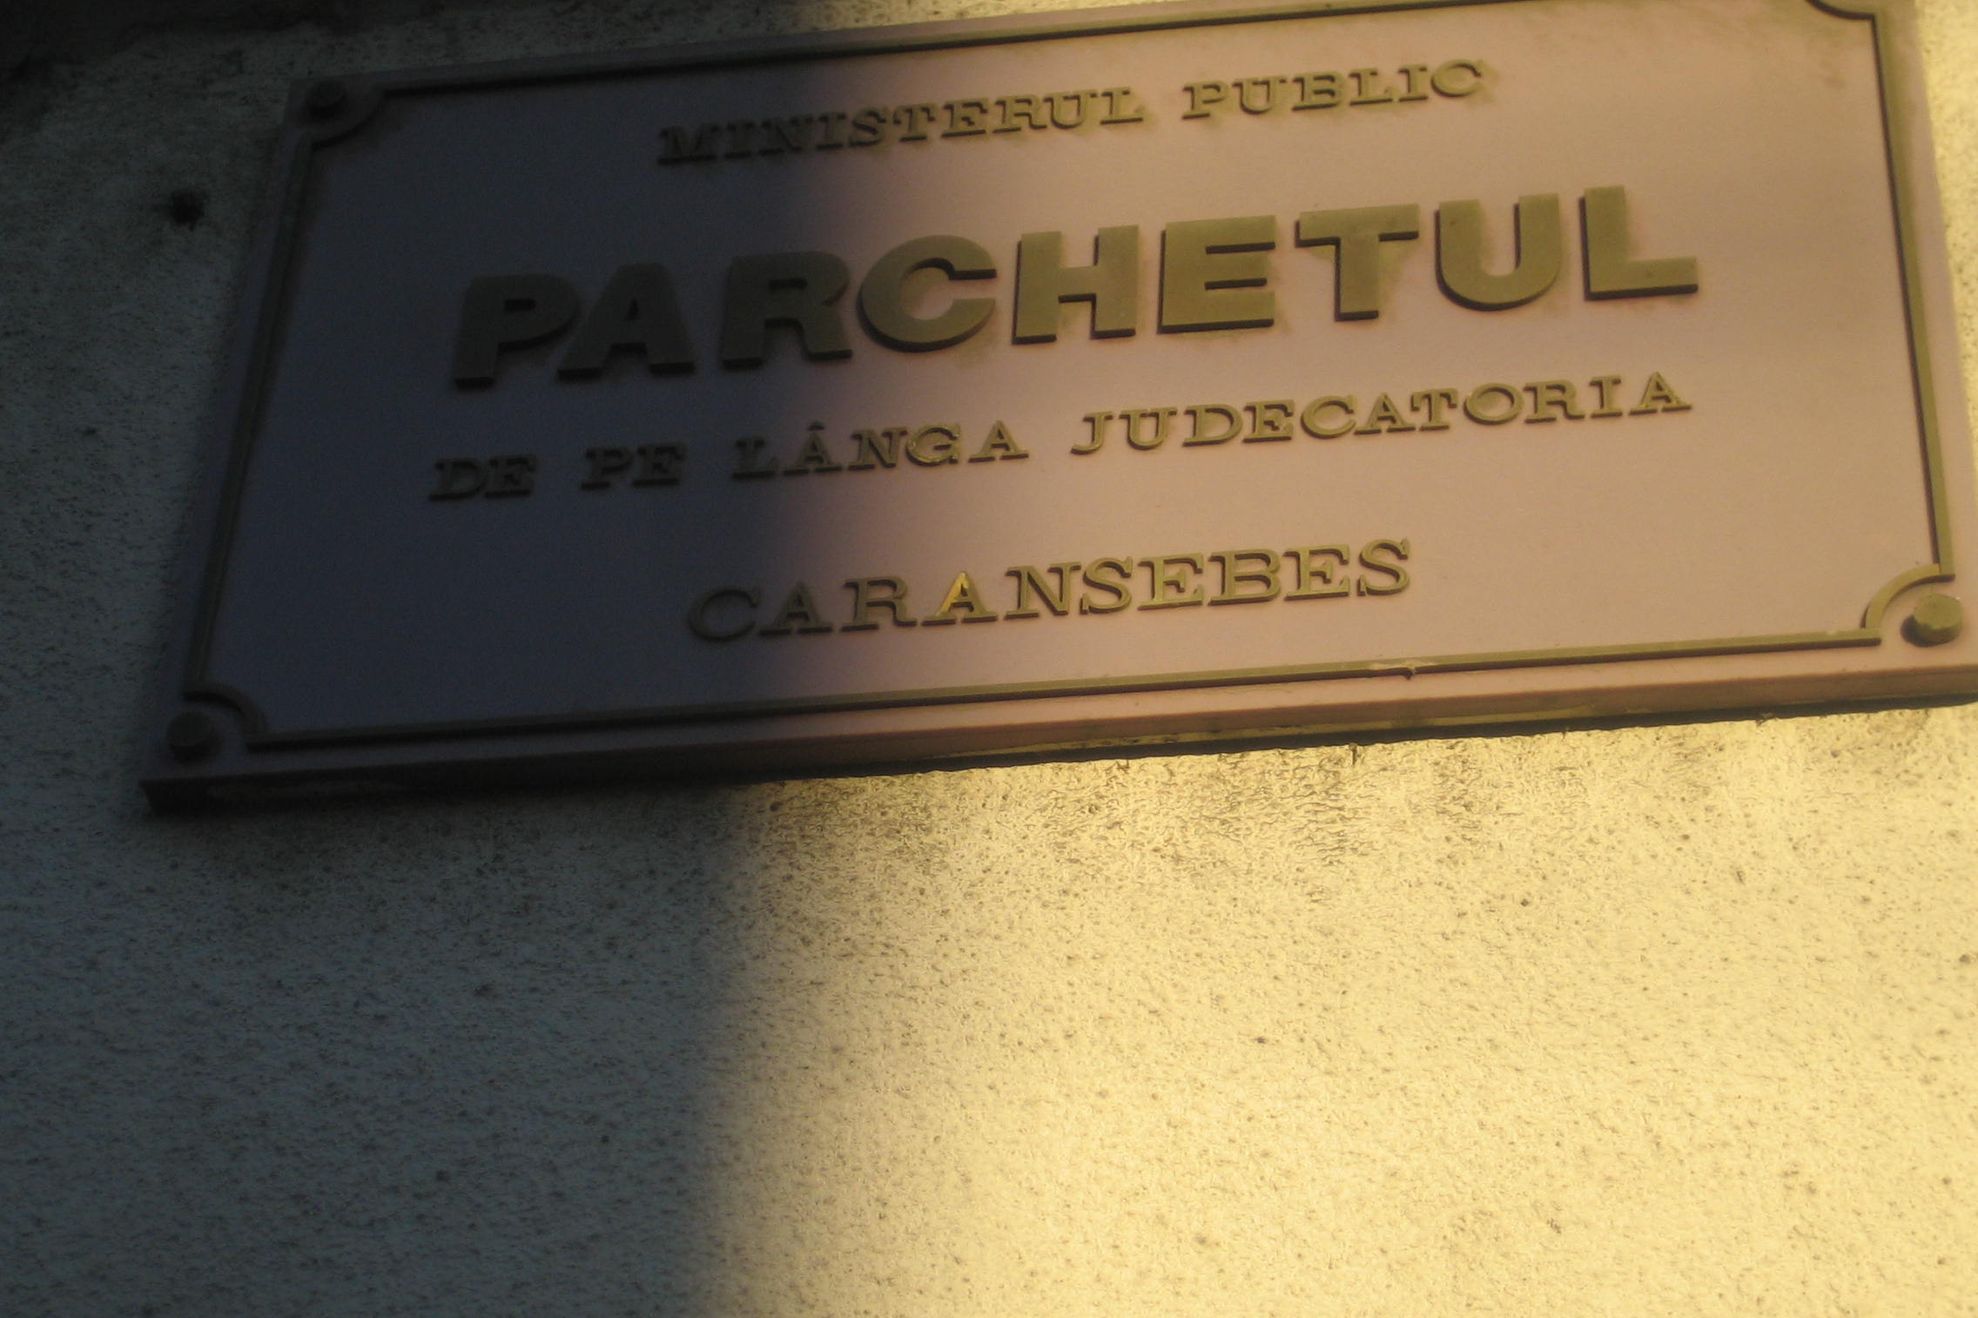 MINISTERUL PUBLIC
PARCHETUL
DE PE LÂNGA JUDECATORIA
CARANSEBES